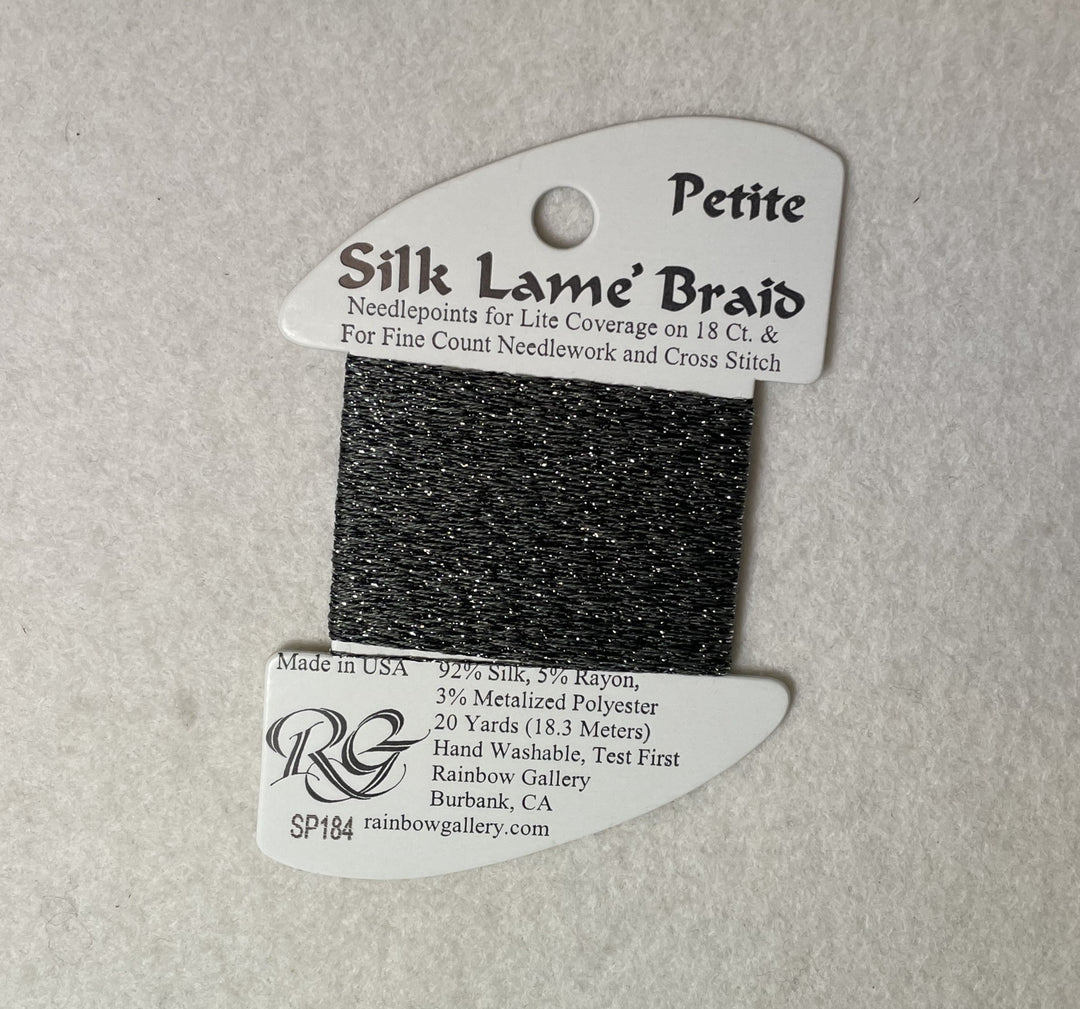 Petite
Silk Lame' Braid
Needlepoints for Lite Coverage on 18 Ct. &
For Fine Count Needlework and Cross Stitch
Made in USA
92% Silk, 5% Rayon,
3% Metalized Polyester
20 Yards (18.3 Meters)
Hand Washable, Test First
Rainbow Gallery
Burbank, CA
rainbowgallery.com
RG
SP184